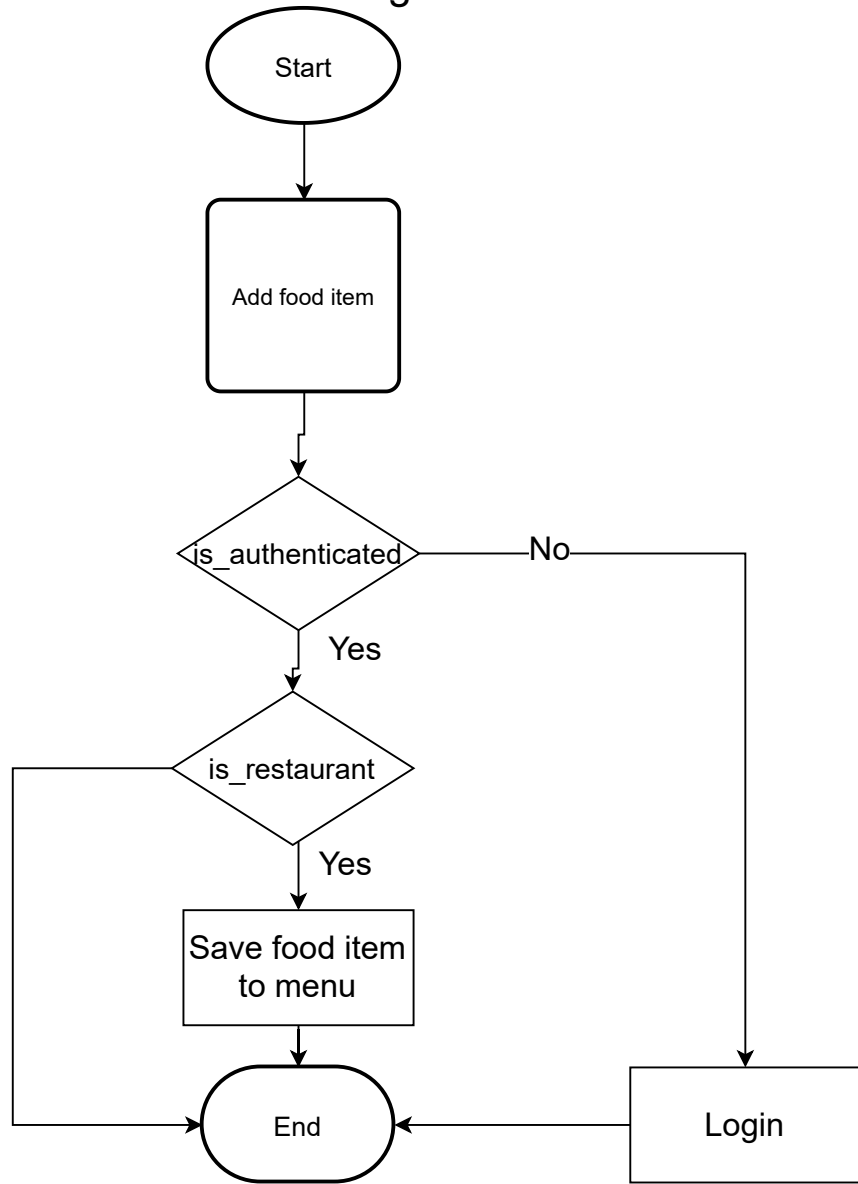 Start
Add food item
is_authenticated
No
Yes
is_restaurant
Yes
Save food item
to menu
End
Login